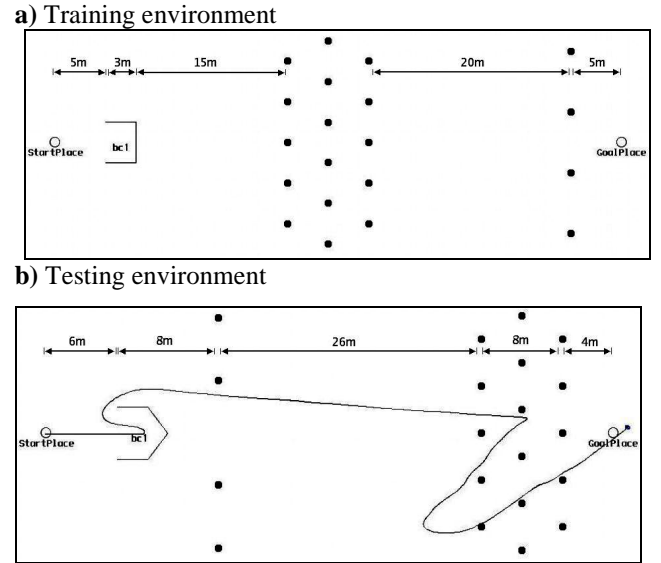 a) Training environment
5m 3m 15m 20m 5m
StartPlace bc1 GoalPlace
b) Testing environment
6m 8m 26m 8m 4m
StartPlace bc1 GoalPlace